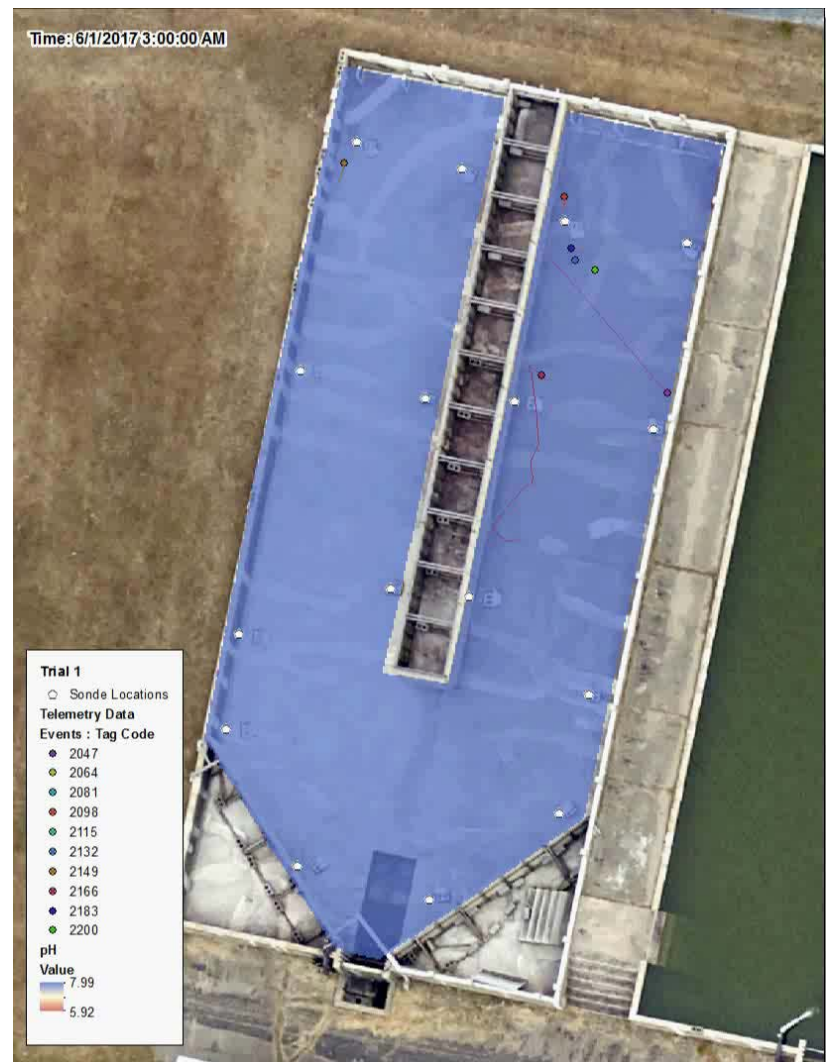 Time: 6/1/2017 3:00:00 AM
Trial 1
Sonde Locations
Telemetry Data
Events : Tag Code
2047
2064
2081
2098
2115
2132
2149
2166
2183
2200
pH
Value
7.99
5.92